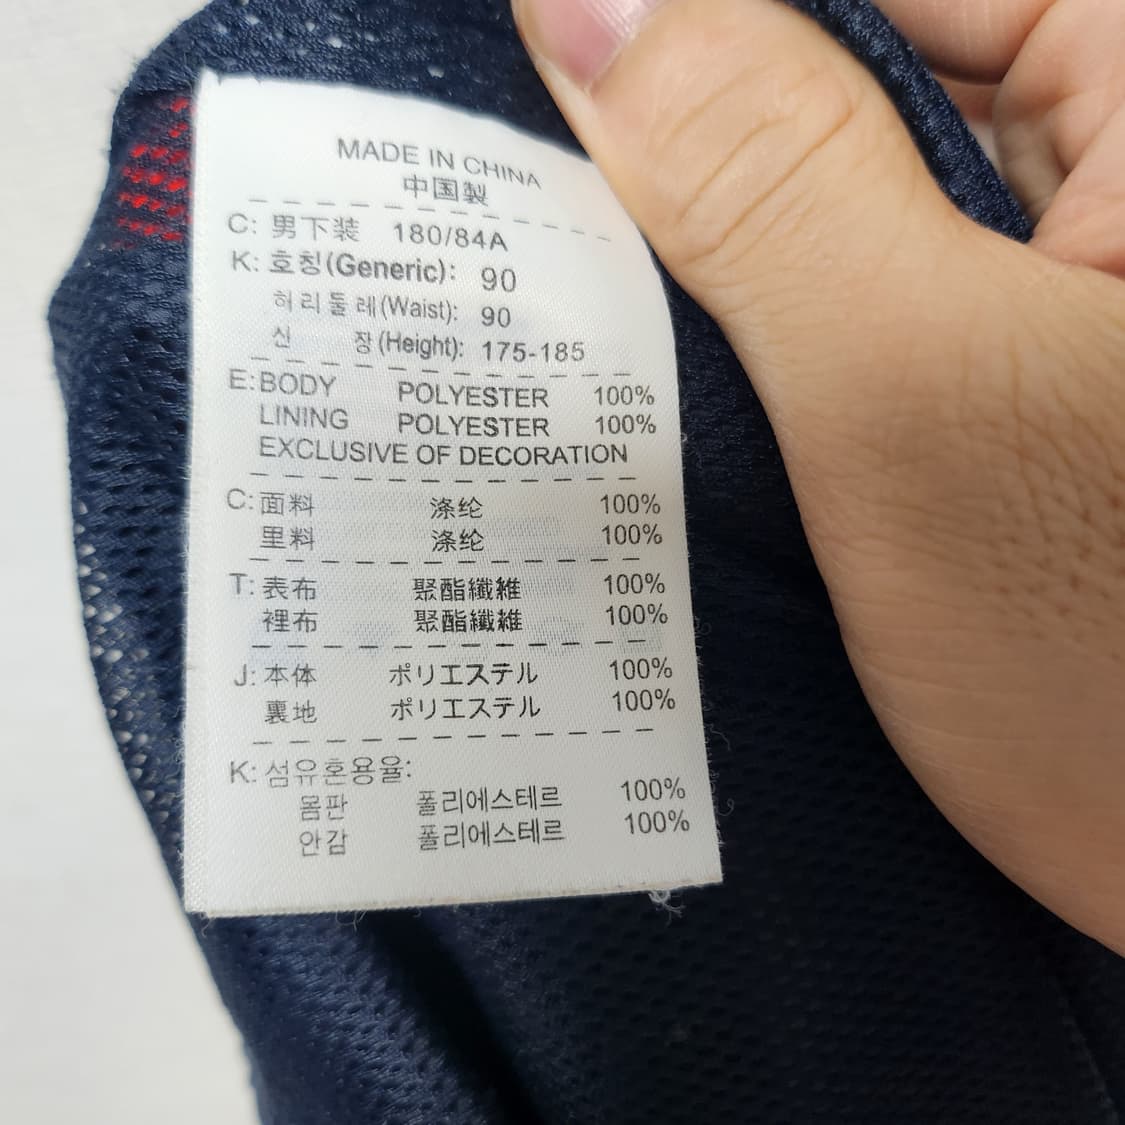 MADE IN CHINA
中国製
C: 男下装 180/84A
K: 호칭(Generic): 90
허리둘레(Waist): 90
신 장(Height): 175-185
E:BODY POLYESTER 100%
LINING POLYESTER 100%
EXCLUSIVE OF DECORATION
C:面料 涤纶 100%
里料 涤纶 100%
T:表布 聚酯纖維 100%
裡布 聚酯纖維 100%
J:本体 ポリエステル 100%
裏地 ポリエステル 100%
K:섬유혼용율:
몸판 폴리에스테르 100%
안감 폴리에스테르 100%